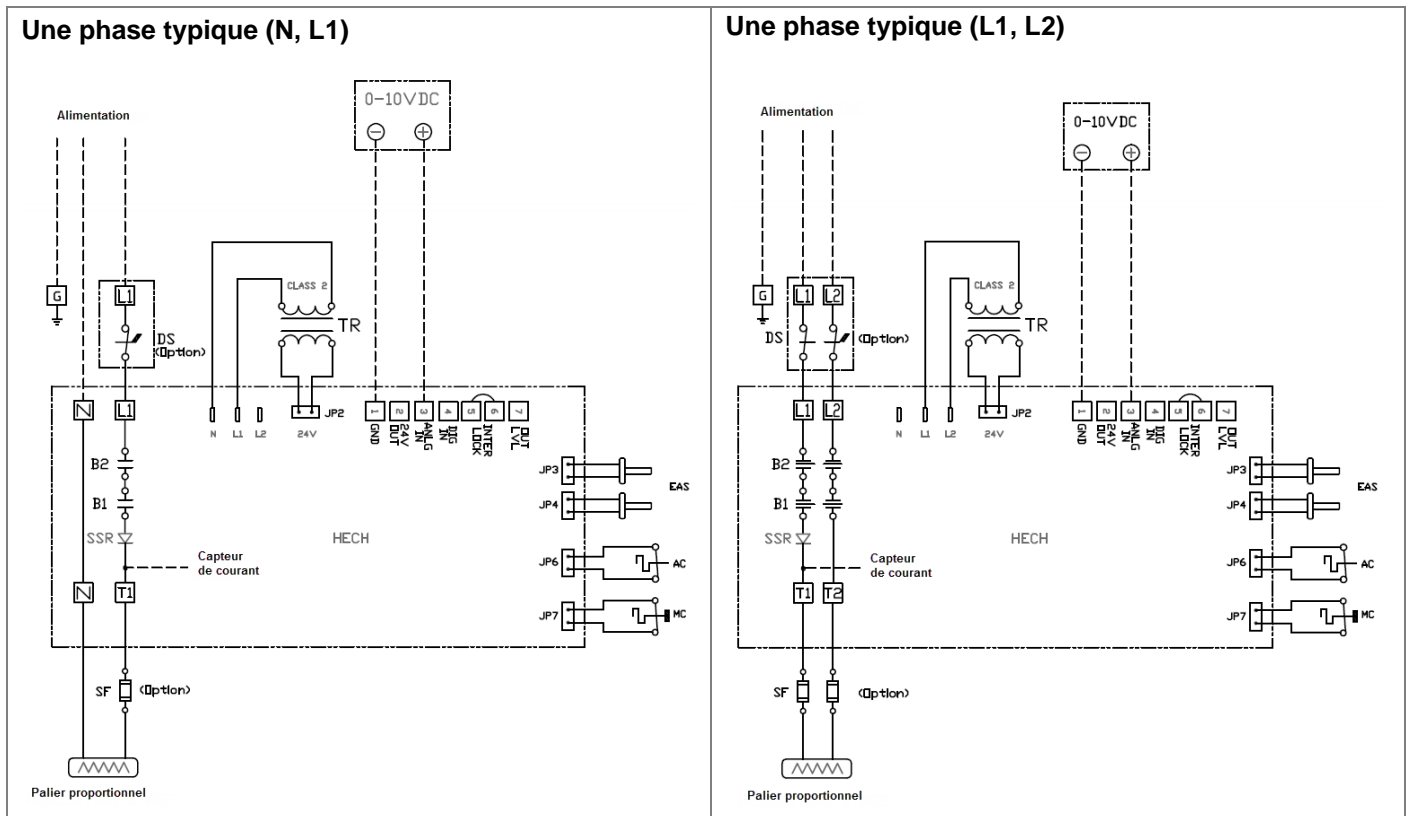 Une phase typique (N, L1)
0-10VDC
Alimentation
G
L1
DS
(Option)
CLASS 2
TR
N
L1
N
L1
L2
24V
JP2
1
2
3
4
5
6
7
GND
24V OUT
ANLG IN
DIG IN
INTER LOCK
OUT LVL
B2
B1
SSR
Capteur
de courant
HECH
JP3
JP4
EAS
JP6
AC
JP7
MC
N
T1
SF
(Option)
Palier proportionnel
Une phase typique (L1, L2)
Alimentation
0-10VDC
G
L1
L2
DS
(Option)
CLASS 2
TR
L1
L2
N
L1
L2
24V
JP2
1
2
3
4
5
6
7
GND
24V OUT
ANLG IN
DIG IN
INTER LOCK
OUT LVL
B2
B1
SSR
Capteur
de courant
HECH
JP3
JP4
EAS
JP6
AC
JP7
MC
T1
T2
SF
(Option)
Palier proportionnel